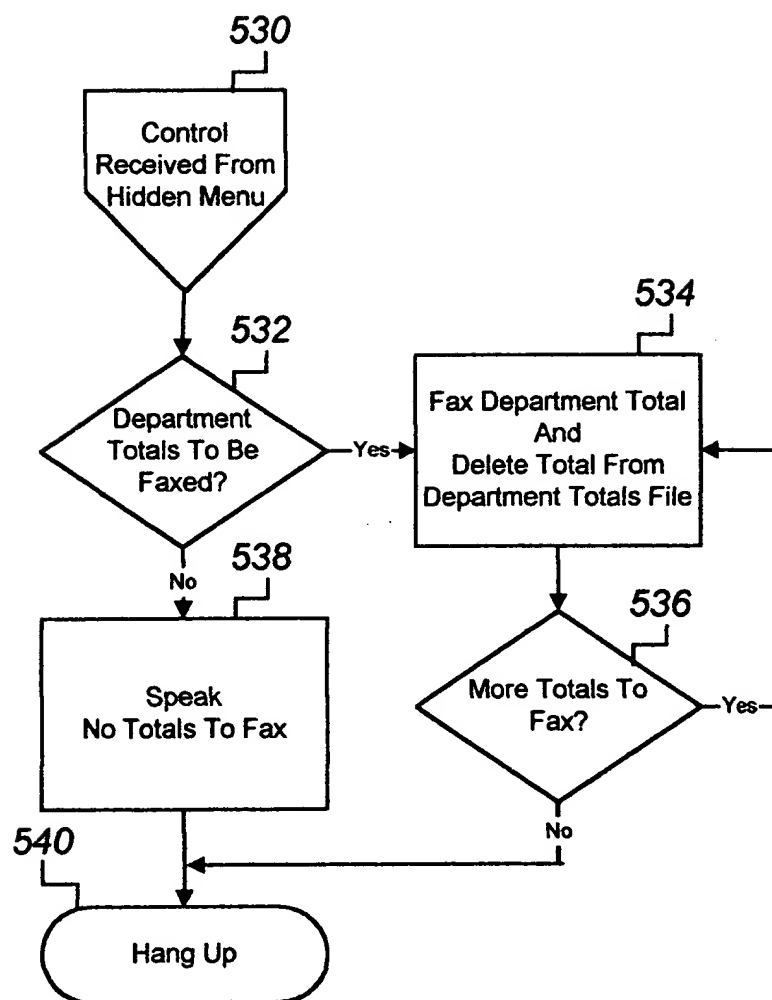 530
Control
Received From
Hidden Menu
532
Department
Totals To Be
Faxed?
Yes
534
Fax Department Total
And
Delete Total From
Department Totals File
No
538
Speak
No Totals To Fax
536
More Totals To
Fax?
Yes
No
540
Hang Up